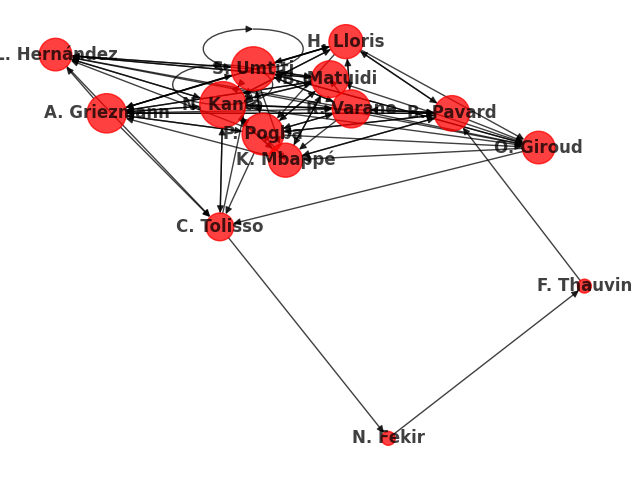 H. Lloris
L. Hernández
S. Umtiti
B. Matuidi
N. Kanté
R. Varane
A. Griezmann
B. Pavard
P. Pogba
O. Giroud
K. Mbappé
C. Tolisso
F. Thauvin
N. Fekir